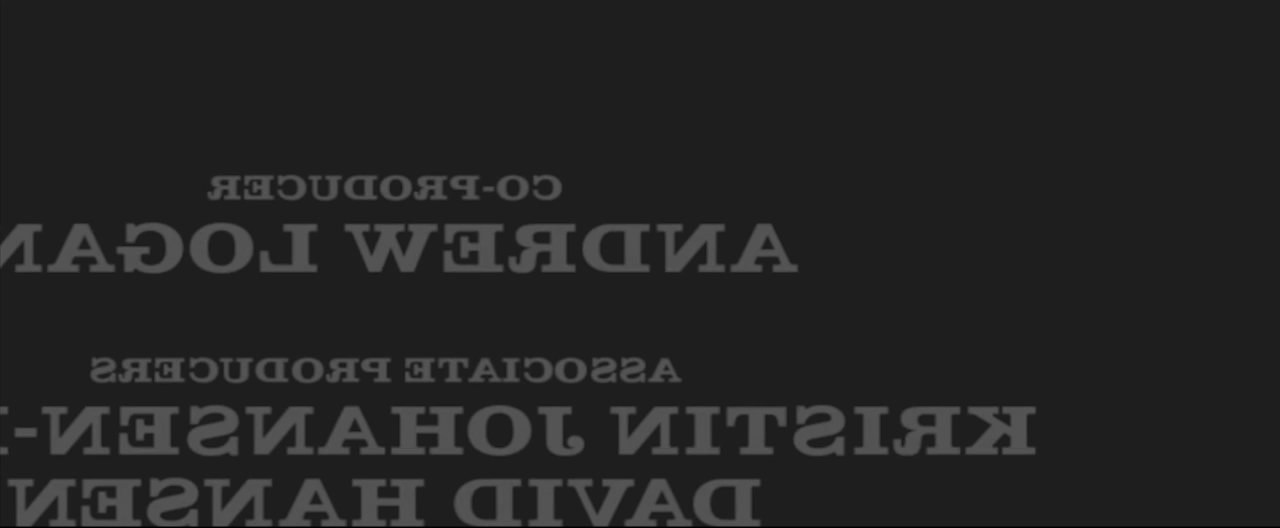 CO-PRODUCER
ANDREW LOGAN
ASSOCIATE PRODUCERS
KRISTIN JOHANSEN-
DAVID HANSEN